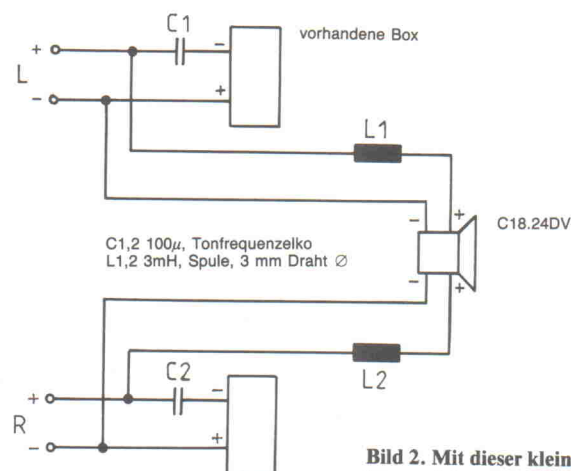 C1
vorhandene Box
+
−
L
−
+
L1
−
+
C18.24DV
C1,2 100µ, Tonfrequenzelko
L1,2 3mH, Spule, 3 mm Draht ∅
−
+
L2
C2
+
−
R
−
+
Bild 2. Mit dieser klein